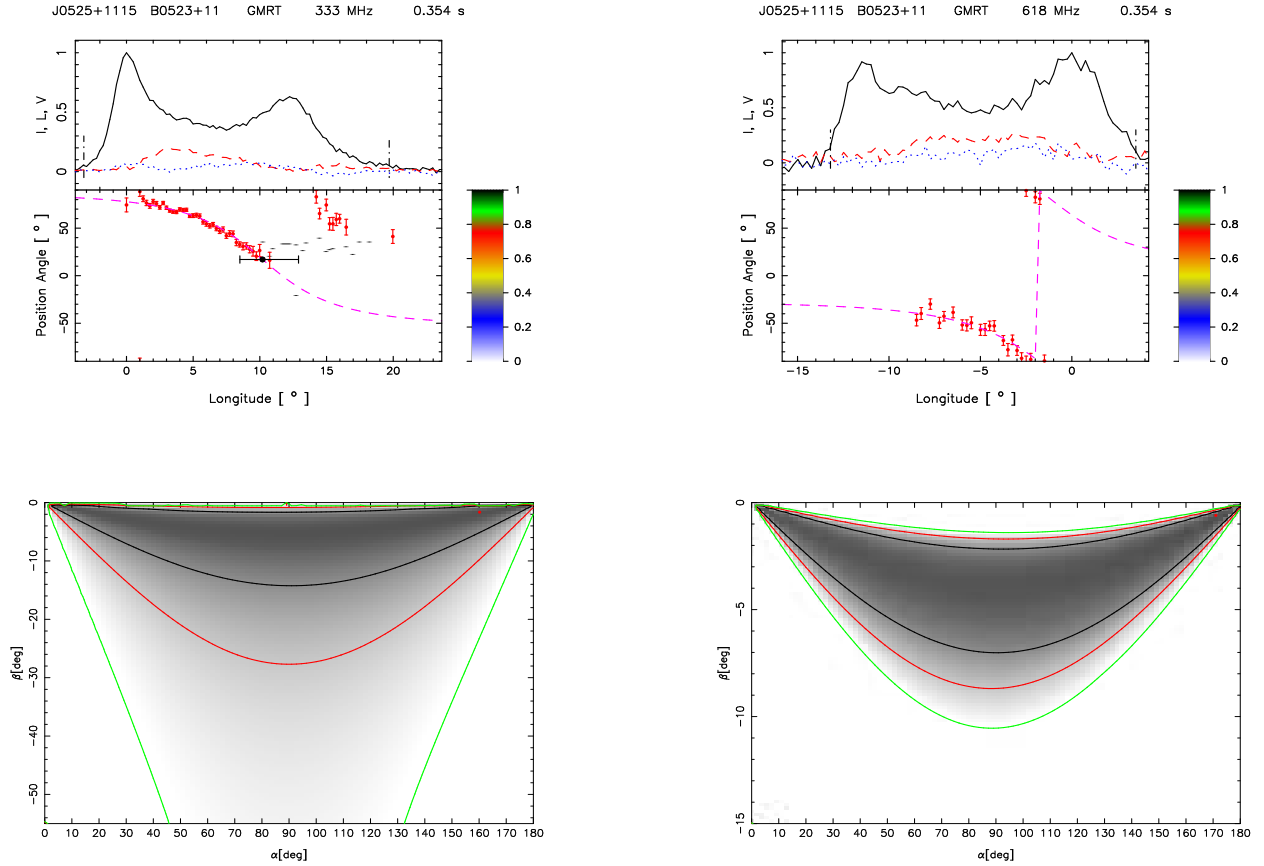 J0525+1115 B0523+11 GMRT 333 MHz 0.354 s
I, L, V
1
0.5
0
Position Angle [ ° ]
50
0
−50
0 5 10 15 20
Longitude [ ° ]
1
0.8
0.6
0.4
0.2
0
J0525+1115 B0523+11 GMRT 618 MHz 0.354 s
I, L, V
1
0.5
0
Position Angle [ ° ]
50
0
−50
−15 −10 −5 0
Longitude [ ° ]
1
0.8
0.6
0.4
0.2
0
β[deg]
0
−10
−20
−30
−40
−50
0 10 20 30 40 50 60 70 80 90 100 110 120 130 140 150 160 170 180
α[deg]
β[deg]
0
−5
−10
−15
0 10 20 30 40 50 60 70 80 90 100 110 120 130 140 150 160 170 180
α[deg]